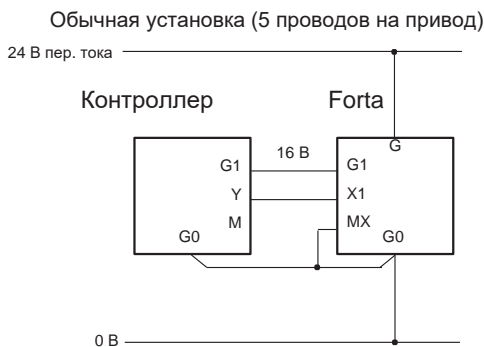 Обычная установка (5 проводов на привод)
24 В пер. тока
Контроллер Forta
G
G1 16 В G1
Y X1
M MX
G0 G0
0 В